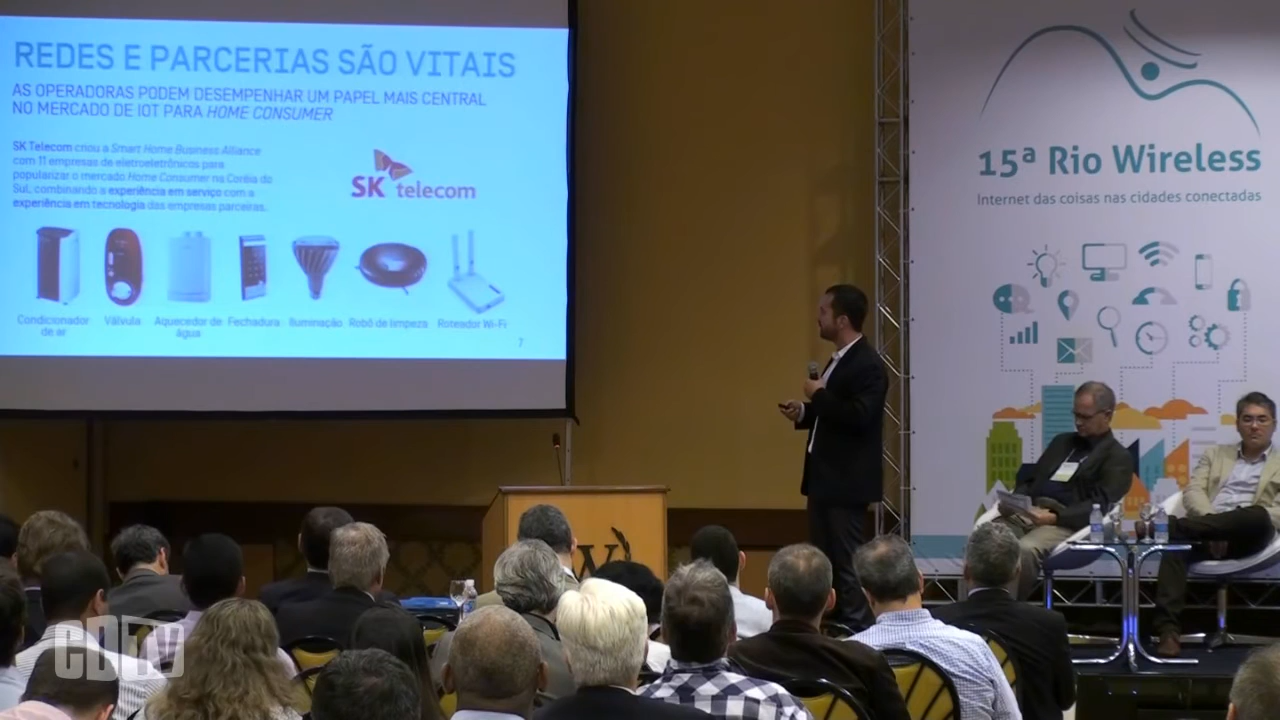 REDES E PARCERIAS SÃO VITAIS
AS OPERADORAS PODEM DESEMPENHAR UM PAPEL MAIS CENTRAL
NO MERCADO DE IOT PARA HOME CONSUMER
SK Telecom criou a Smart Home Business Alliance
com 11 empresas de eletroeletrônicos para
popularizar o mercado Home Consumer na Coréia do
Sul, combinando a experiência em serviço com a
experiência em tecnologia das empresas parceiras.
SK telecom
Condicionador de ar
Válvula
Aquecedor de água
Fechadura
Iluminação
Robô de limpeza
Roteador Wi-Fi
7
15ª Rio Wireless
Internet das coisas nas cidades conectadas
W
CDTV